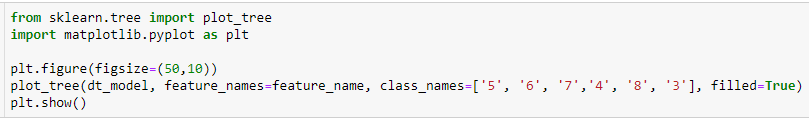 from sklearn.tree import plot_tree
import matplotlib.pyplot as plt
plt.figure(figsize=(50,10))
plot_tree(dt_model, feature_names=feature_name, class_names=['5', '6', '7','4', '8', '3'], filled=True)
plt.show()